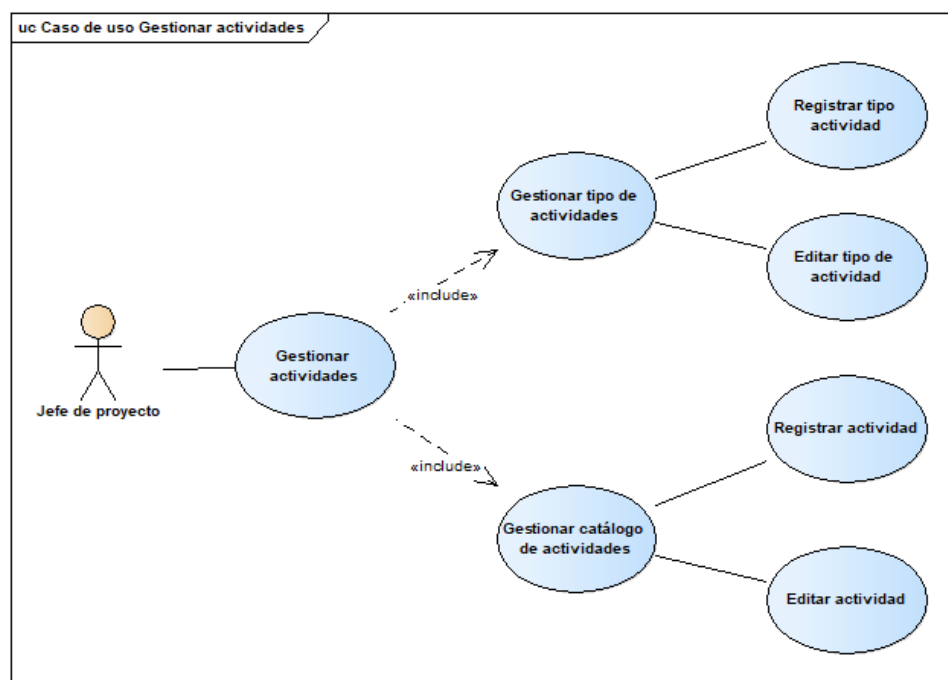 uc Caso de uso Gestionar actividades
Registrar tipo
actividad
Gestionar tipo de
actividades
Editar tipo de
actividad
«include»
Gestionar
actividades
Jefe de proyecto
Registrar actividad
«include»
Gestionar catálogo
de actividades
Editar actividad